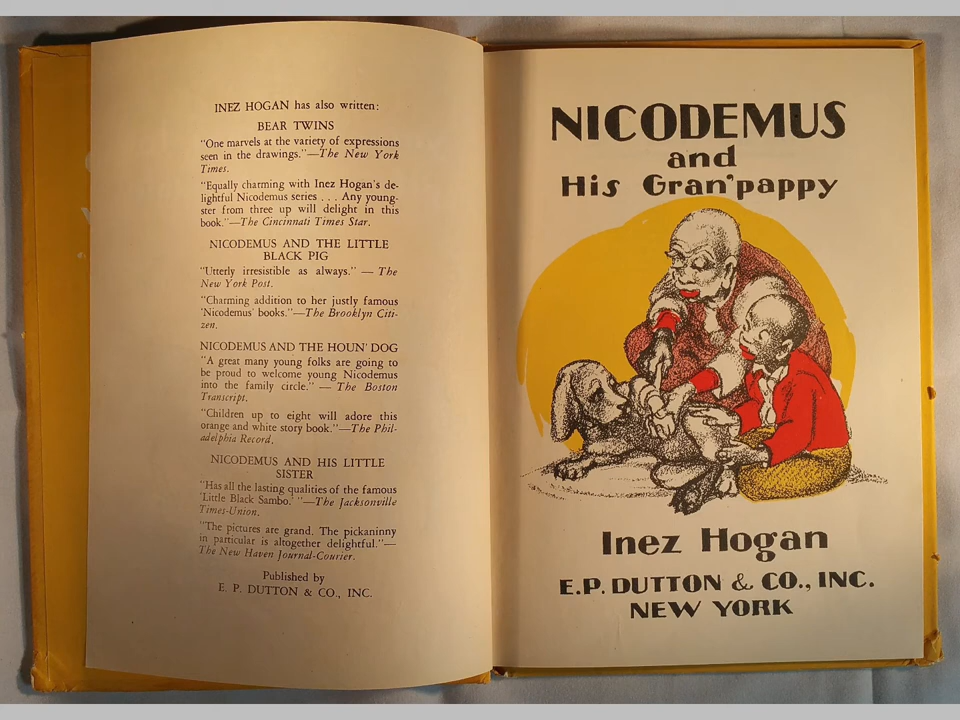 INEZ HOGAN has also written:
BEAR TWINS
"One marvels at the variety of expressions
seen in the drawings."—The New York
Times.
"Equally charming with Inez Hogan's de-
lightful Nicodemus series . . . Any young-
ster from three up will delight in this
book."—The Cincinnati Times Star.
NICODEMUS AND THE LITTLE
BLACK PIG
"Utterly irresistible as always." — The
New York Post.
"Charming addition to her justly famous
'Nicodemus' books."—The Brooklyn Citi-
zen.
NICODEMUS AND THE HOUN' DOG
"A great many young folks are going to
be proud to welcome young Nicodemus
into the family circle." — The Boston
Transcript.
"Children up to eight will adore this
orange and white story book."—The Phil-
adelphia Record.
NICODEMUS AND HIS LITTLE
SISTER
"Has all the lasting qualities of the famous
'Little Black Sambo.' "—The Jacksonville
Times-Union.
"The pictures are grand. The pickaninny
in particular is altogether delightful."—
The New Haven Journal-Courier.
Published by
E. P. DUTTON & CO., INC.
NICODEMUS
and
His Gran'pappy
Inez Hogan
E.P. DUTTON & CO., INC.
NEW YORK